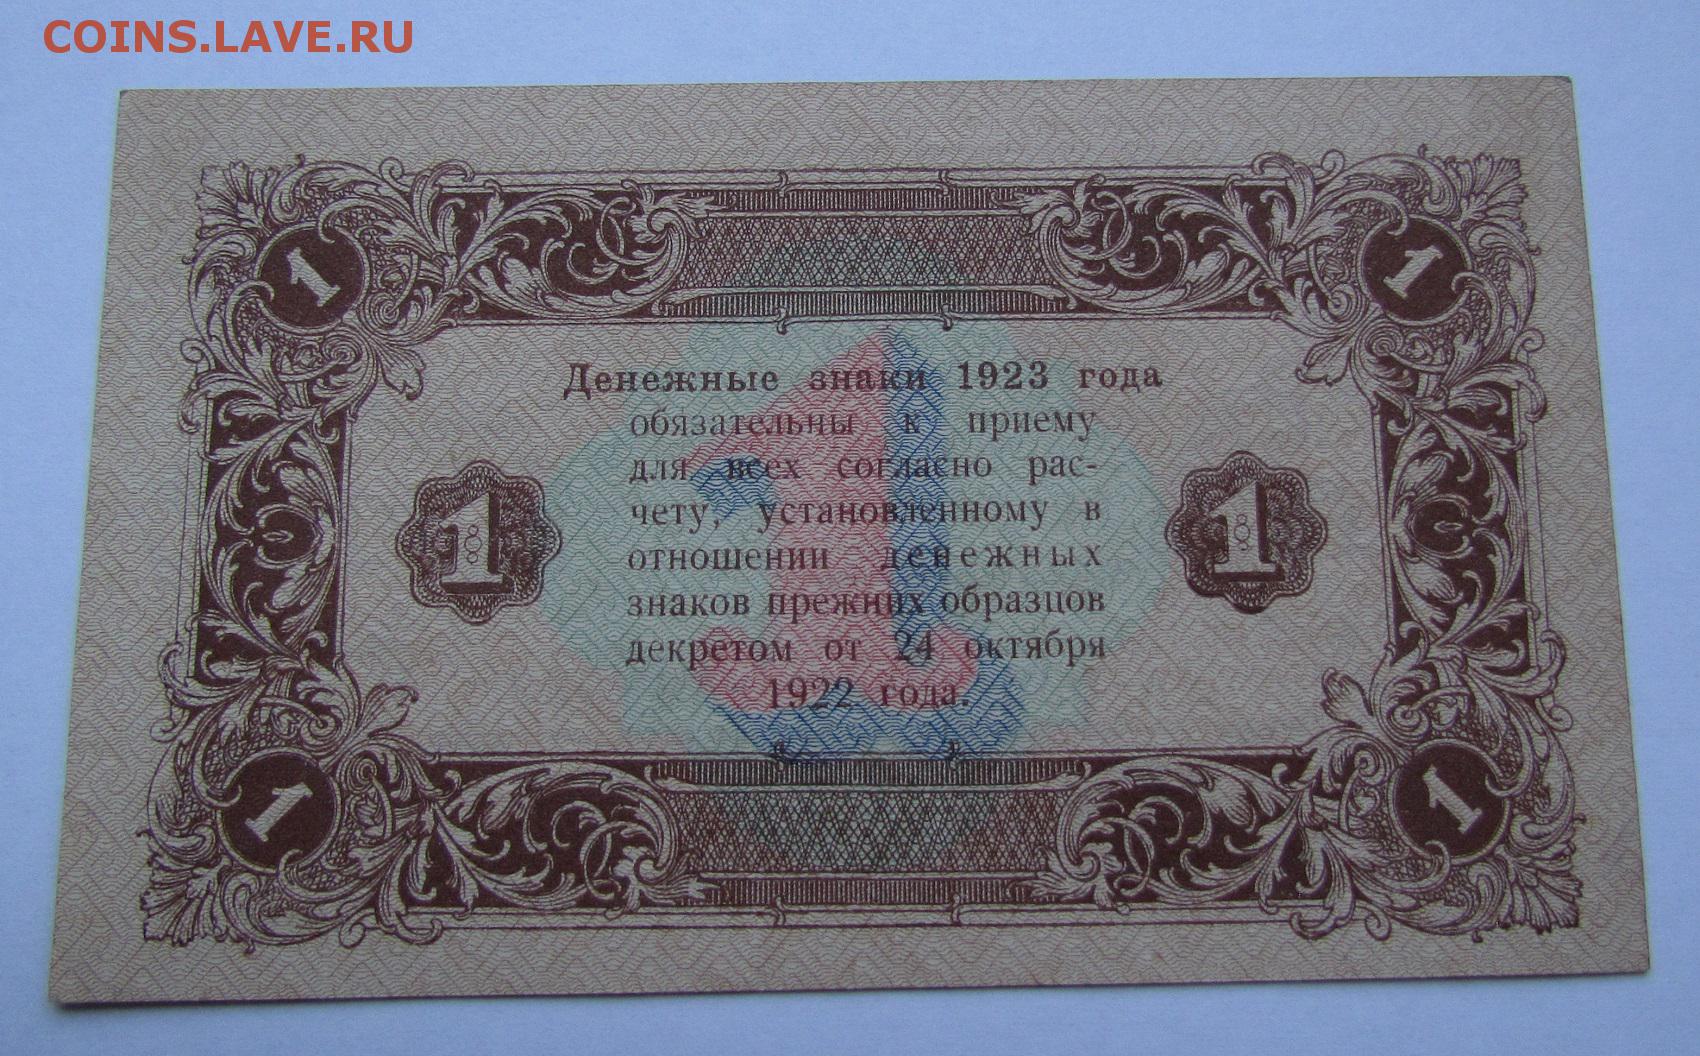 COINS.LAVE.RU
1 1
Денежные знаки 1923 года
обязательны к приему
для всех согласно рас-
чету, установленному в
отношении денежных
знаков прежних образцов
декретом от 24 октября
1922 года.
1 1 1
1 1